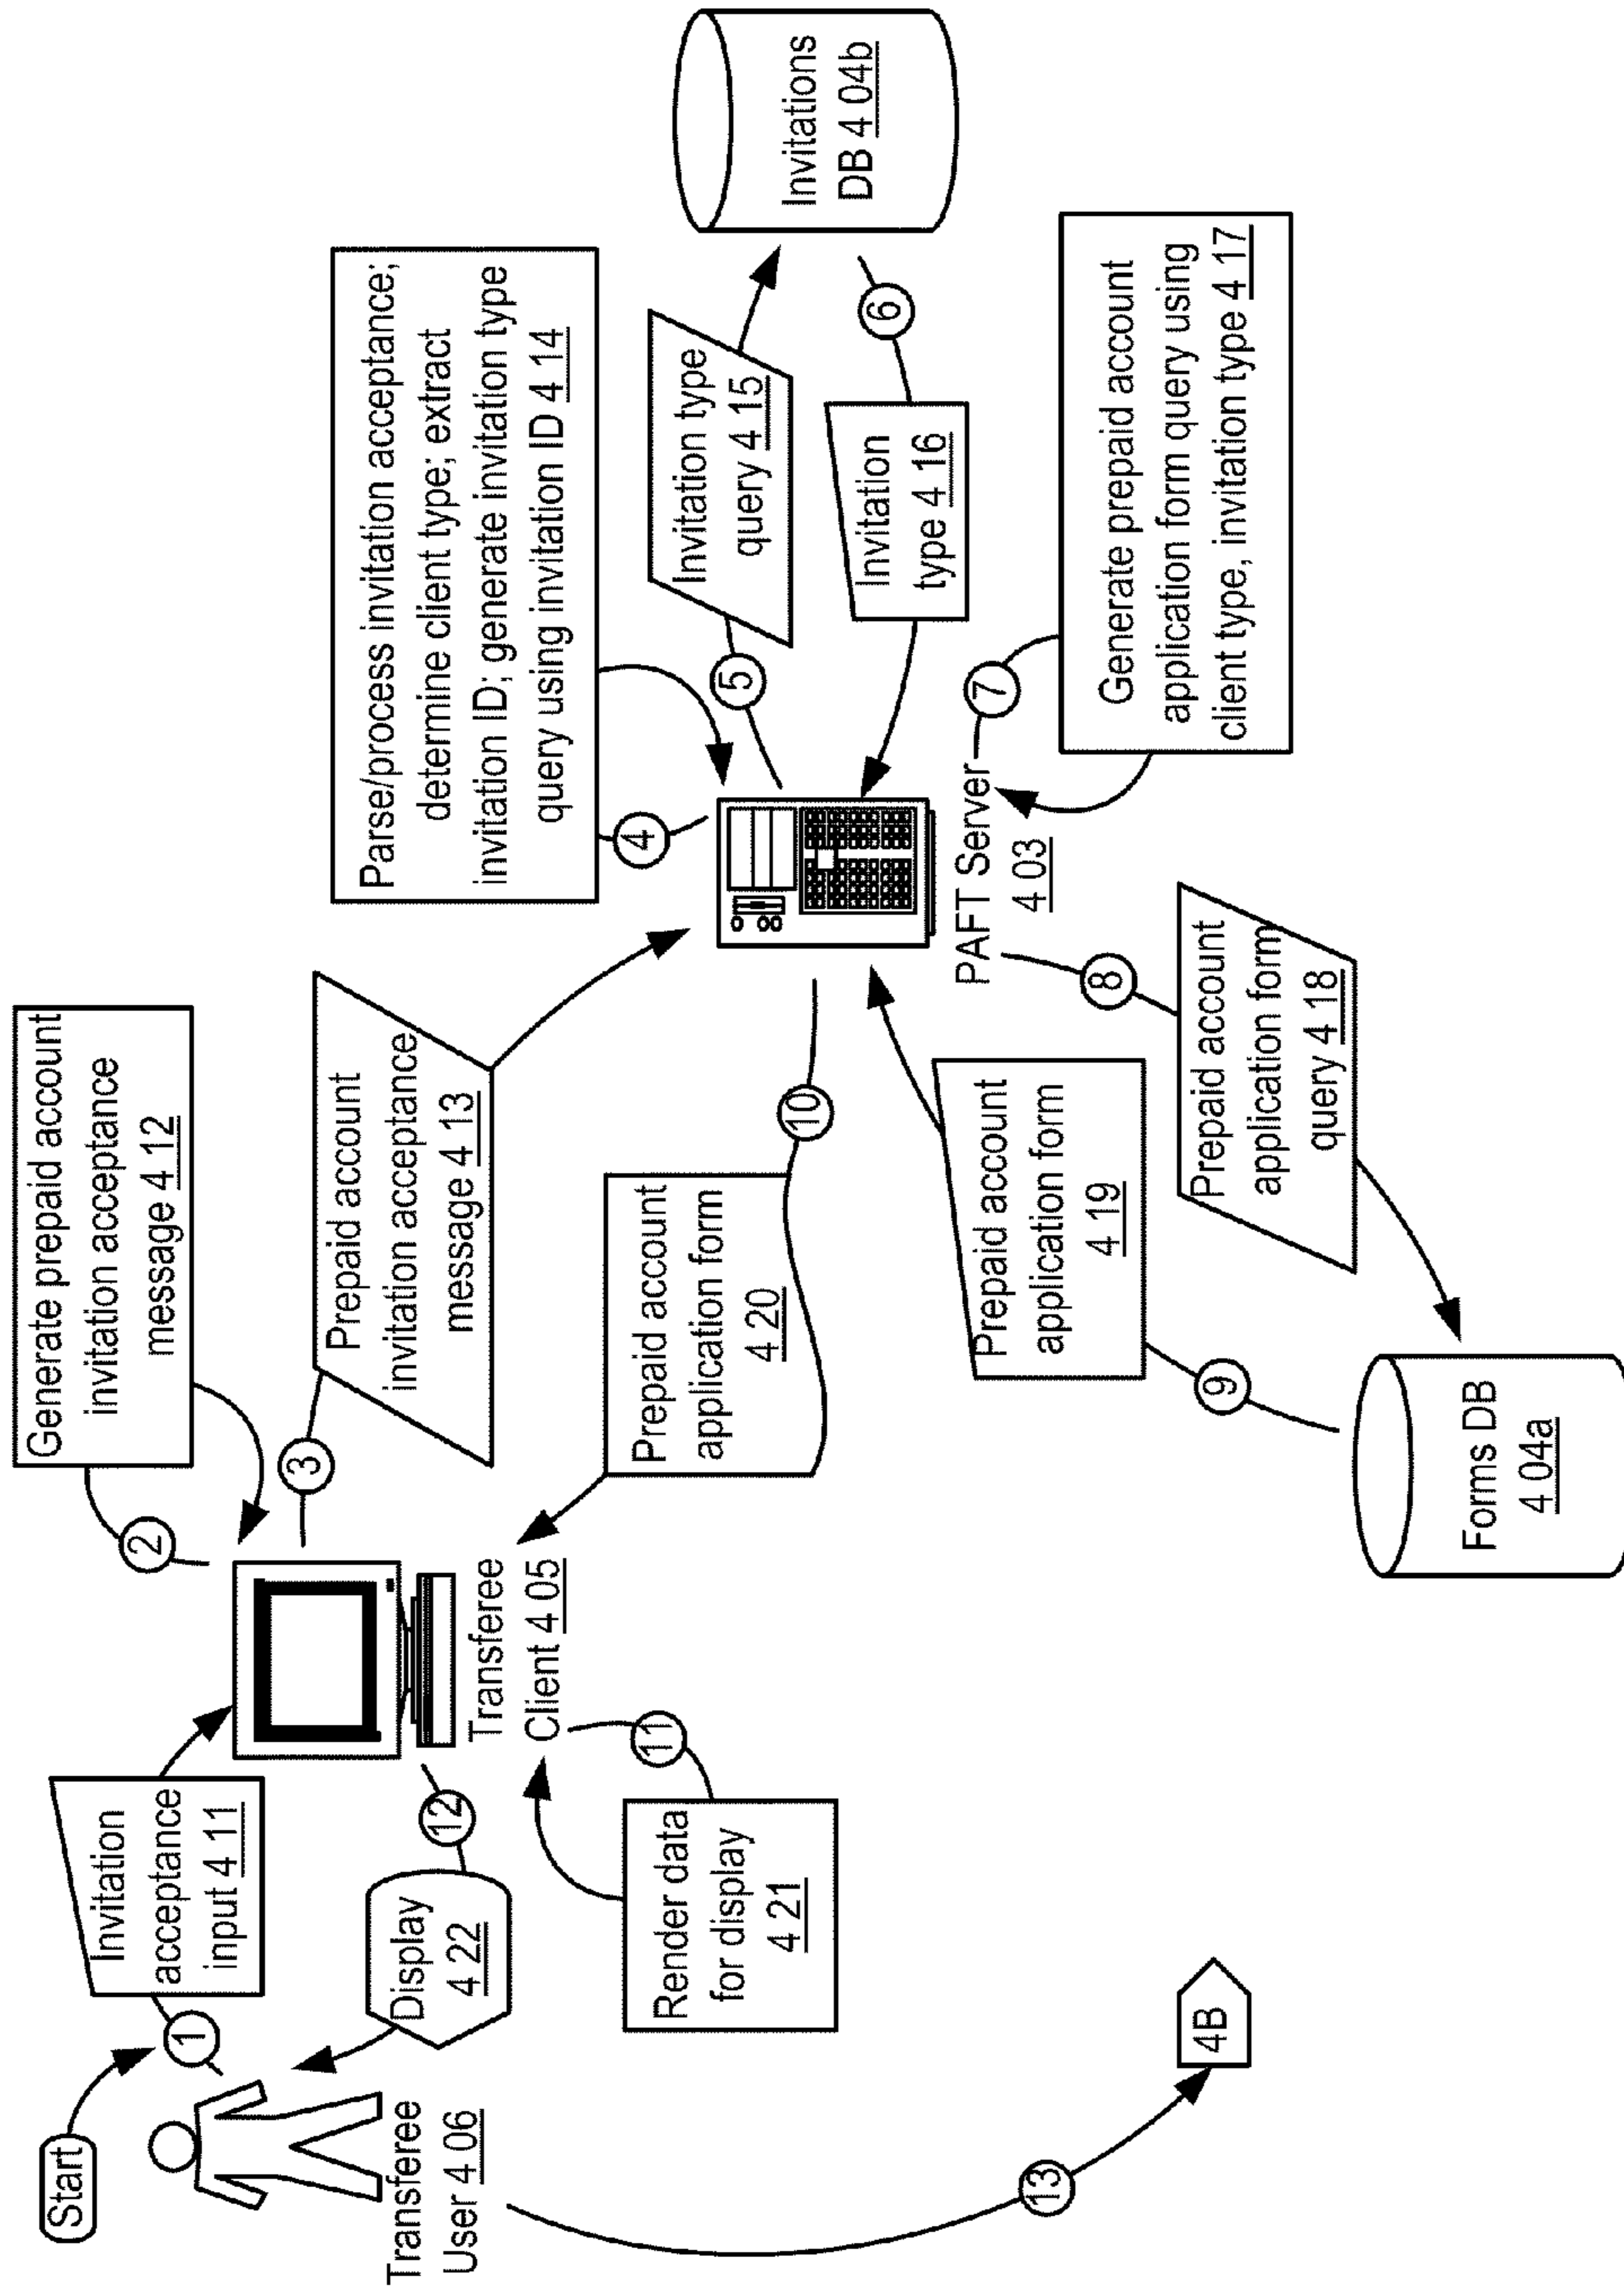 Start
1
Invitation
acceptance
input 4 11
2
Generate prepaid account
invitation acceptance
message 4 12
3
Prepaid account
invitation acceptance
message 4 13
Transferee
User 4 06
Transferee
Client 4 05
Display
4 22
12
11
Render data
for display
4 21
Prepaid account
application form
4 20
10
4
Parse/process invitation acceptance;
determine client type; extract
invitation ID; generate invitation type
query using invitation ID 4 14
5
Invitation type
query 4 15
Invitations
DB 4 04b
6
Invitation
type 4 16
PAFT Server
4 03
7
Generate prepaid account
application form query using
client type, invitation type 4 17
8
Prepaid account
application form
query 4 18
9
Prepaid account
application form
4 19
Forms DB
4 04a
13
4B